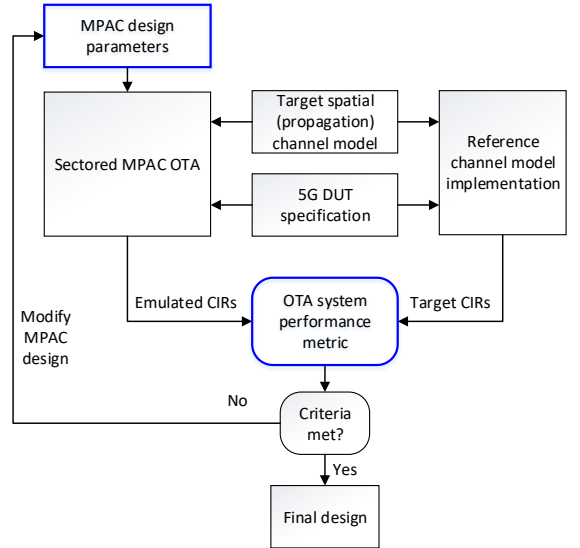 MPAC design
parameters
Target spatial
(propagation)
channel model
Sectored MPAC OTA
Reference
channel model
implementation
5G DUT
specification
Emulated CIRs
OTA system
performance
metric
Target CIRs
Modify
MPAC
design
No
Criteria
met?
Yes
Final design